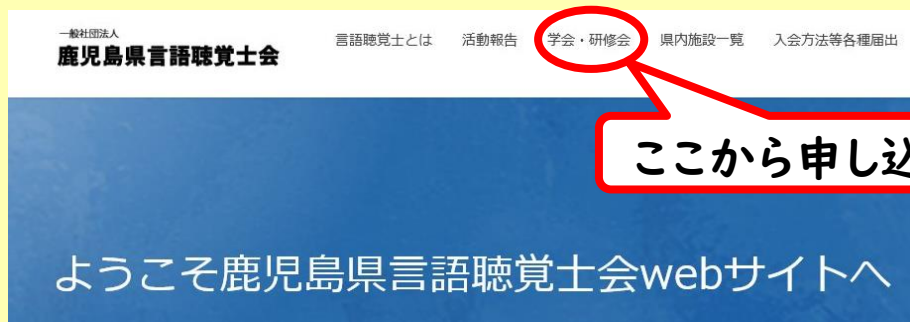 一般社団法人
鹿児島県言語聴覚士会
言語聴覚士とは 活動報告 学会・研修会 県内施設一覧 入会方法等各種届出
ここから申し込
ようこそ鹿児島県言語聴覚士会webサイトへ